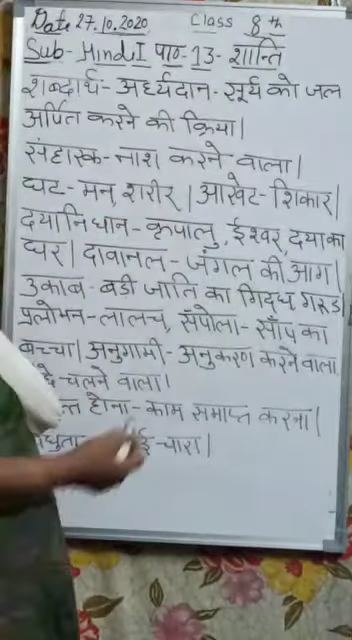 Date 27.10.2020 Class 8th
Sub- HindI पाठ-13- शान्ति
शब्दार्थ- अर्ध्यदान- सूर्य को जल
अर्पित करने की क्रिया।
संहारक- नाश करने वाला।
घट- मन, शरीर। आखेट- शिकार।
दयानिधान- कृपालु, ईश्वर, दया का
घर। दावानल- जंगल की आग।
उकाब- बडी जाति का गिद्ध गरुड।
प्रलोभन- लालच, सँपोला- साँप का
बच्चा। अनुगामी- अनुकरण करने वाला
चलने वाला।
होना- काम समाप्त करना।
चारा।